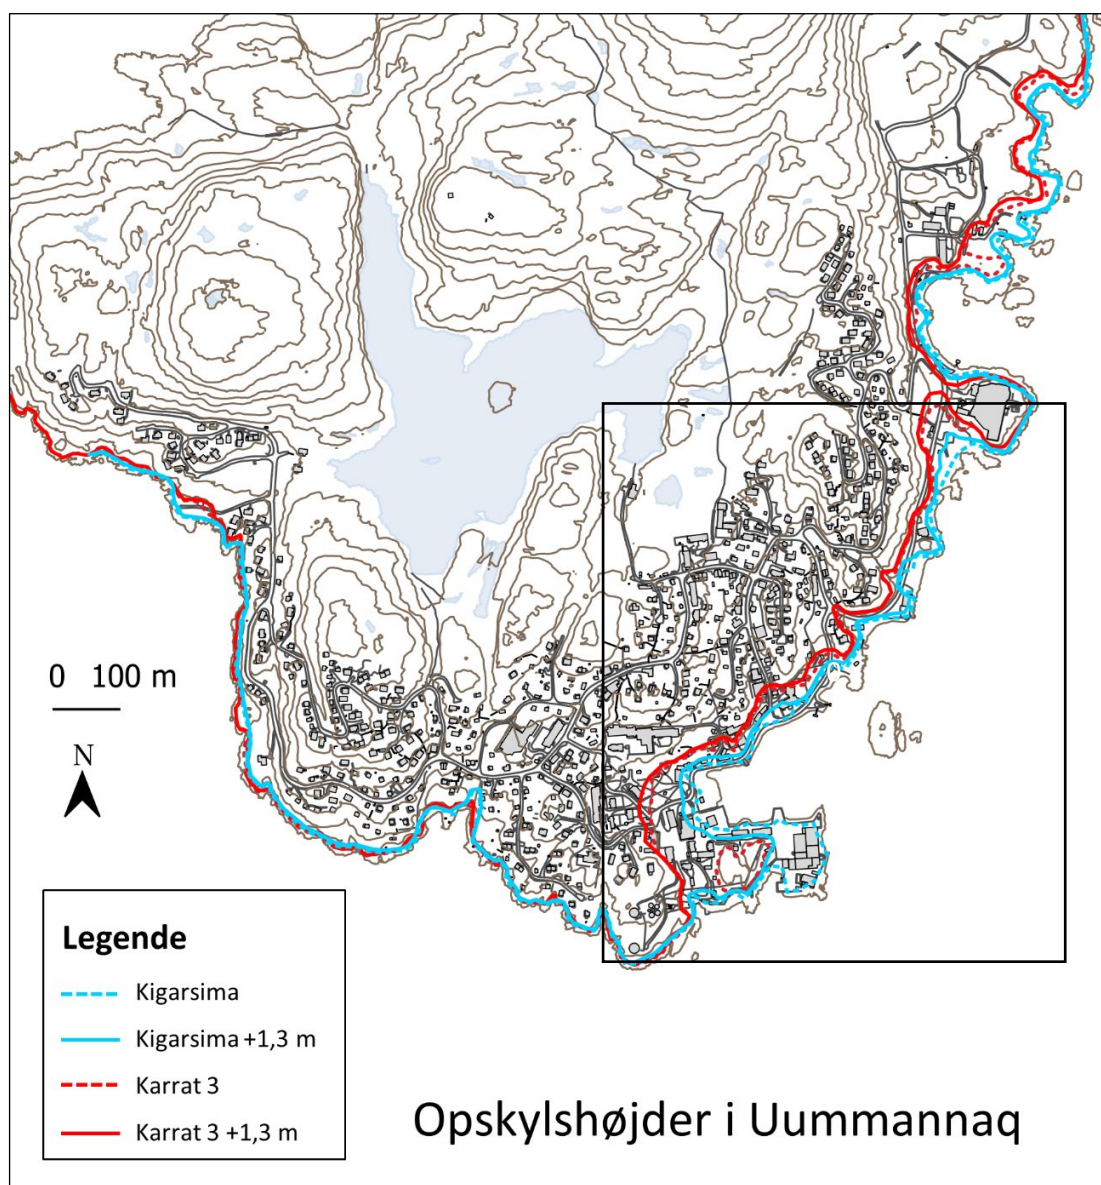 0 100 m
N
Legende
Kigarsima
Kigarsima +1,3 m
Karrat 3
Karrat 3 +1,3 m
Opskylshøjder i Uummannaq